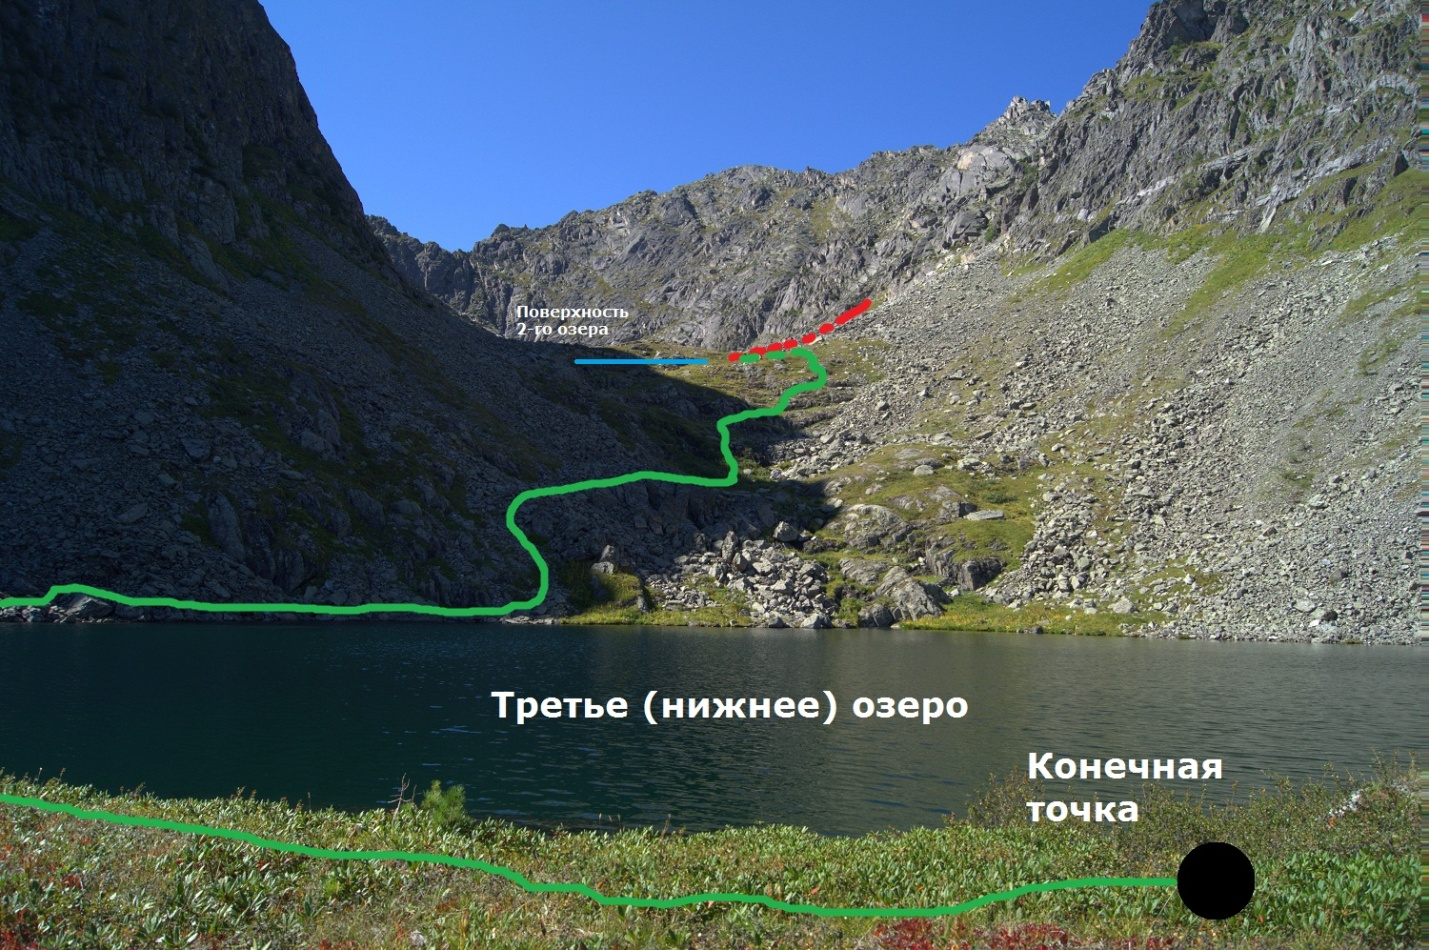 Поверхность
2-го озера
Третье (нижнее) озеро
Конечная
точка